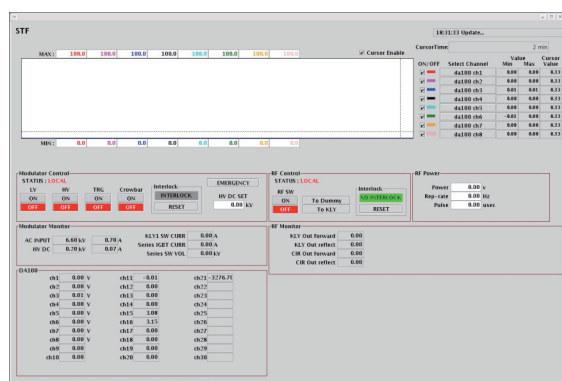 STF
18:31:33 Update...
MAX: 100.0 100.0 100.0 100.0 100.0 100.0 100.0 100.0
Cursor Enable
CursorTime: 2 min
ON/OFF Select Channel Value Min Max Cursor Value
da100 ch1 0.00 0.00 0.33
da100 ch2 0.00 0.00 0.33
da100 ch3 0.01 0.01 0.33
da100 ch4 0.00 0.00 0.33
da100 ch5 0.00 0.00 0.33
da100 ch6 -0.01 0.00 0.33
da100 ch7 0.00 0.00 0.33
da100 ch8 0.00 0.00 0.33
MIN: 0.0 0.0 0.0 0.0 0.0 0.0 0.0 0.0
Modulator Control
STATUS : LOCAL
LV HV TRG Crowbar
ON ON ON ON
OFF OFF OFF OFF
Interlock
INTERLOCK
RESET
EMERGENCY
HV DC SET
0.00 kV
RF Control
STATUS : LOCAL
RF SW
ON
OFF
To Dummy
To KLY
Interlock
NO INTERLOCK
RESET
RF Power
Power 0.00 v
Rep-rate 0.00 Hz
Pulse 0.00 usec
Modulator Monitor
AC INPUT 6.60 kV 0.70 A
HV DC 0.20 kV 0.07 A
KLY1 SW CURR 0.00 A
Series IGBT CURR 0.00 A
Series SW VOL 0.00 kV
RF Monitor
KLY Out forward 0.00
KLY Out reflect 0.00
CIR Out forward 0.00
CIR Out reflect 0.00
DA100
ch1 0.00 V ch11 -0.01 ch21 -3276.70
ch2 0.00 V ch12 0.00 ch22
ch3 0.01 V ch13 0.00 ch23
ch4 0.00 V ch14 0.00 ch24
ch5 0.00 V ch15 3.08 ch25
ch6 0.00 V ch16 3.15 ch26
ch7 0.00 V ch17 0.00 ch27
ch8 0.00 V ch18 0.00 ch28
ch9 0.00 ch19 0.00 ch29
ch10 0.00 ch20 0.00 ch30